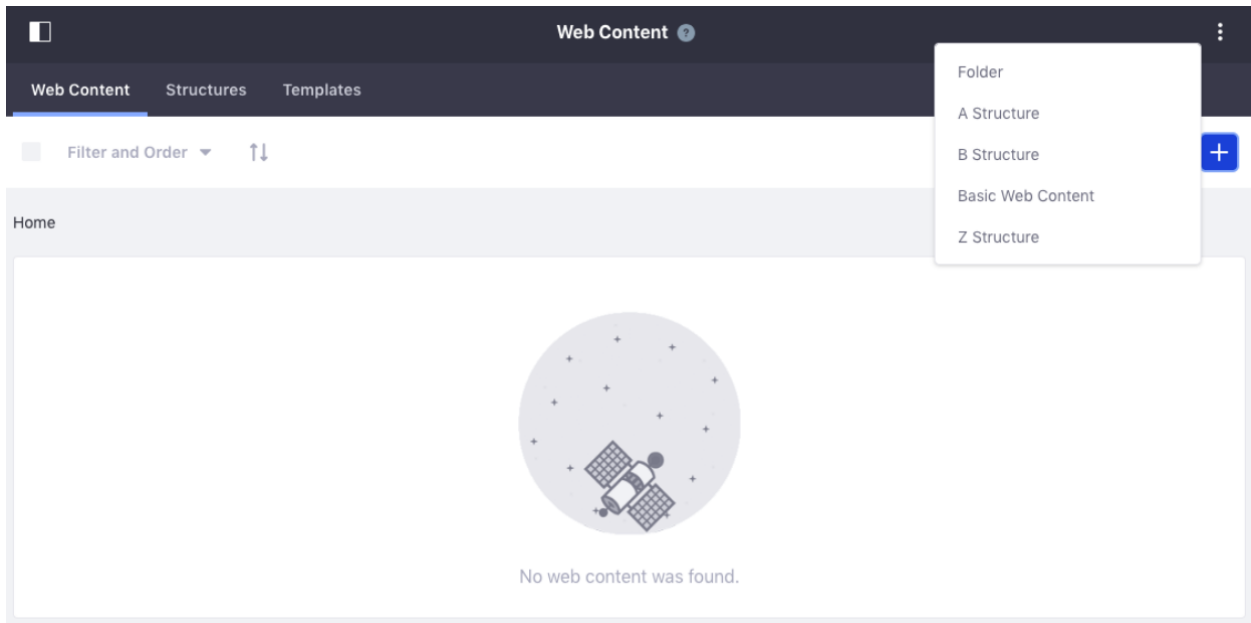 Web Content ?
Web Content Structures Templates
Filter and Order
Folder
A Structure
B Structure
Basic Web Content
Z Structure
Home
No web content was found.